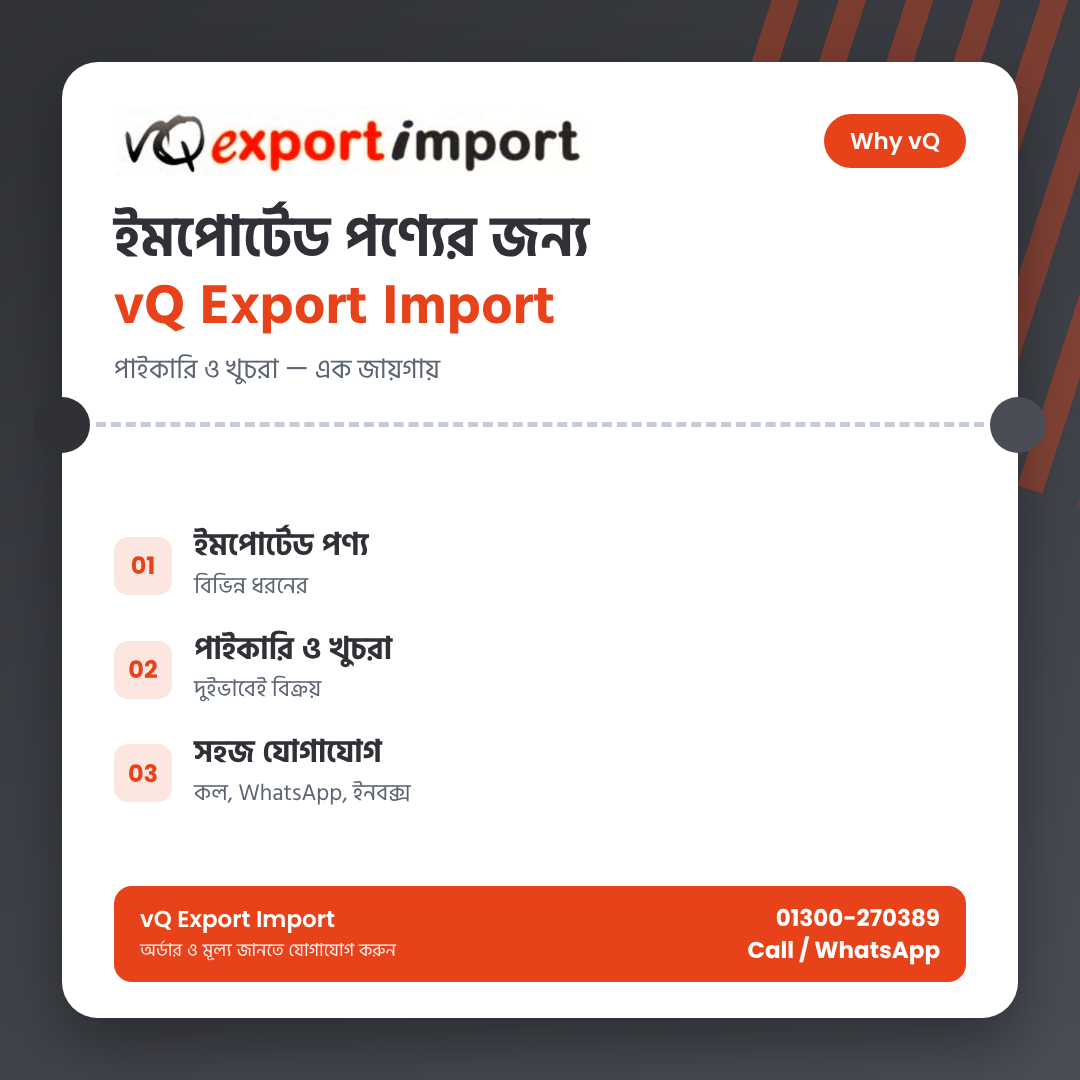 vQ export import
Why vQ
ইমপোর্টেড পণ্যের জন্য
vQ Export Import
পাইকারি ও খুচরা — এক জায়গায়
01
ইমপোর্টেড পণ্য
বিভিন্ন ধরনের
02
পাইকারি ও খুচরা
দুইভাবেই বিক্রয়
03
সহজ যোগাযোগ
কল, WhatsApp, ইনবক্স
vQ Export Import
অর্ডার ও মূল্য জানতে যোগাযোগ করুন
01300-270389
Call / WhatsApp